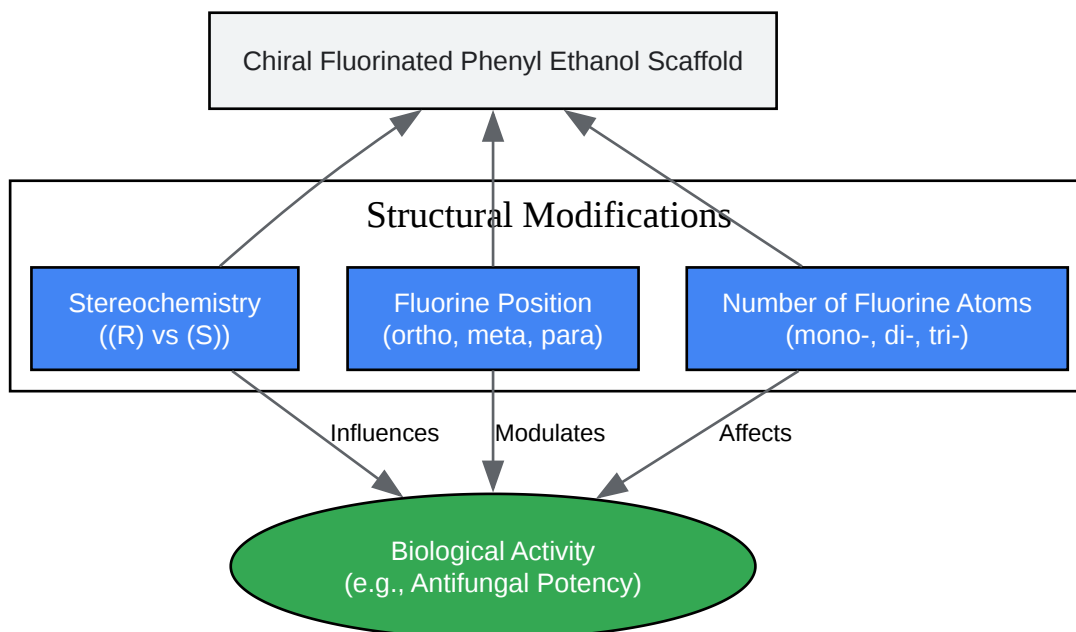 Chiral Fluorinated Phenyl Ethanol Scaffold
Structural Modifications
Stereochemistry
((R) vs (S))
Fluorine Position
(ortho, meta, para)
Number of Fluorine Atoms
(mono-, di-, tri-)
Influences
Modulates
Affects
Biological Activity
(e.g., Antifungal Potency)